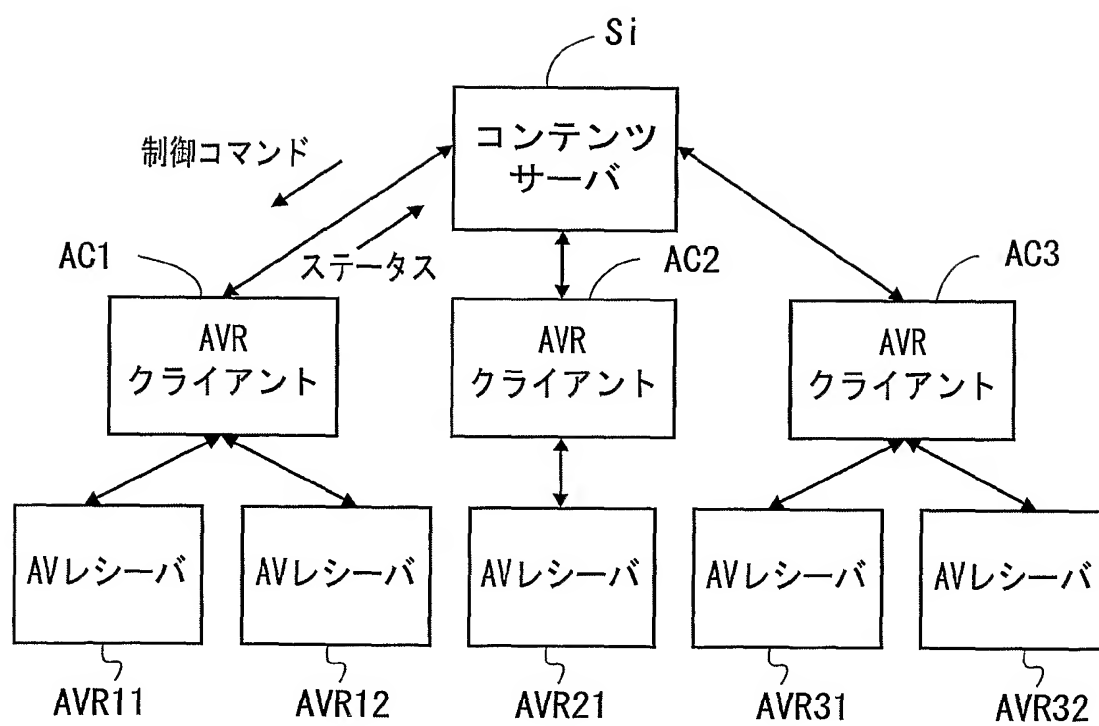 Si
コンテンツ
サーバ
制御コマンド
ステータス
AC1
AC2
AC3
AVR
クライアント
AVR
クライアント
AVR
クライアント
AVレシーバ
AVレシーバ
AVレシーバ
AVレシーバ
AVレシーバ
AVR11
AVR12
AVR21
AVR31
AVR32